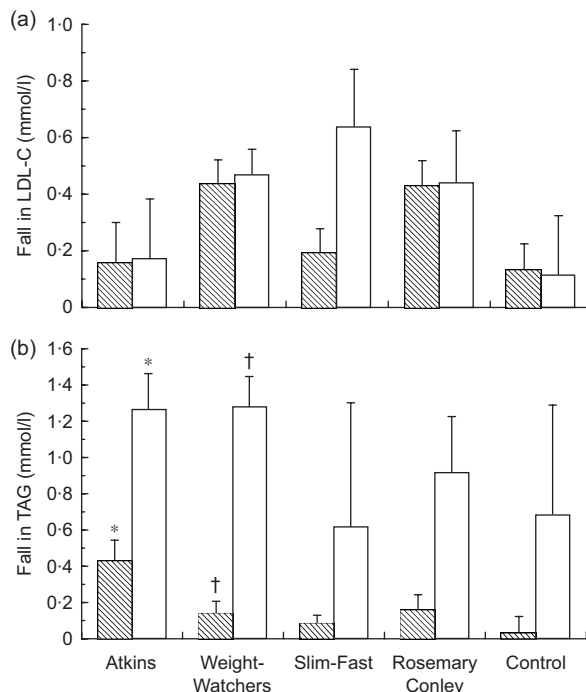 (a)
1·0
0·8
0·6
0·4
0·2
0
Fall in LDL-C (mmol/l)
(b)
1·6
1·4
1·2
1·0
0·8
0·6
0·4
0·2
0
Fall in TAG (mmol/l)
*
*
†
†
Atkins
Weight-
Watchers
Slim-Fast
Rosemary
Conley
Control